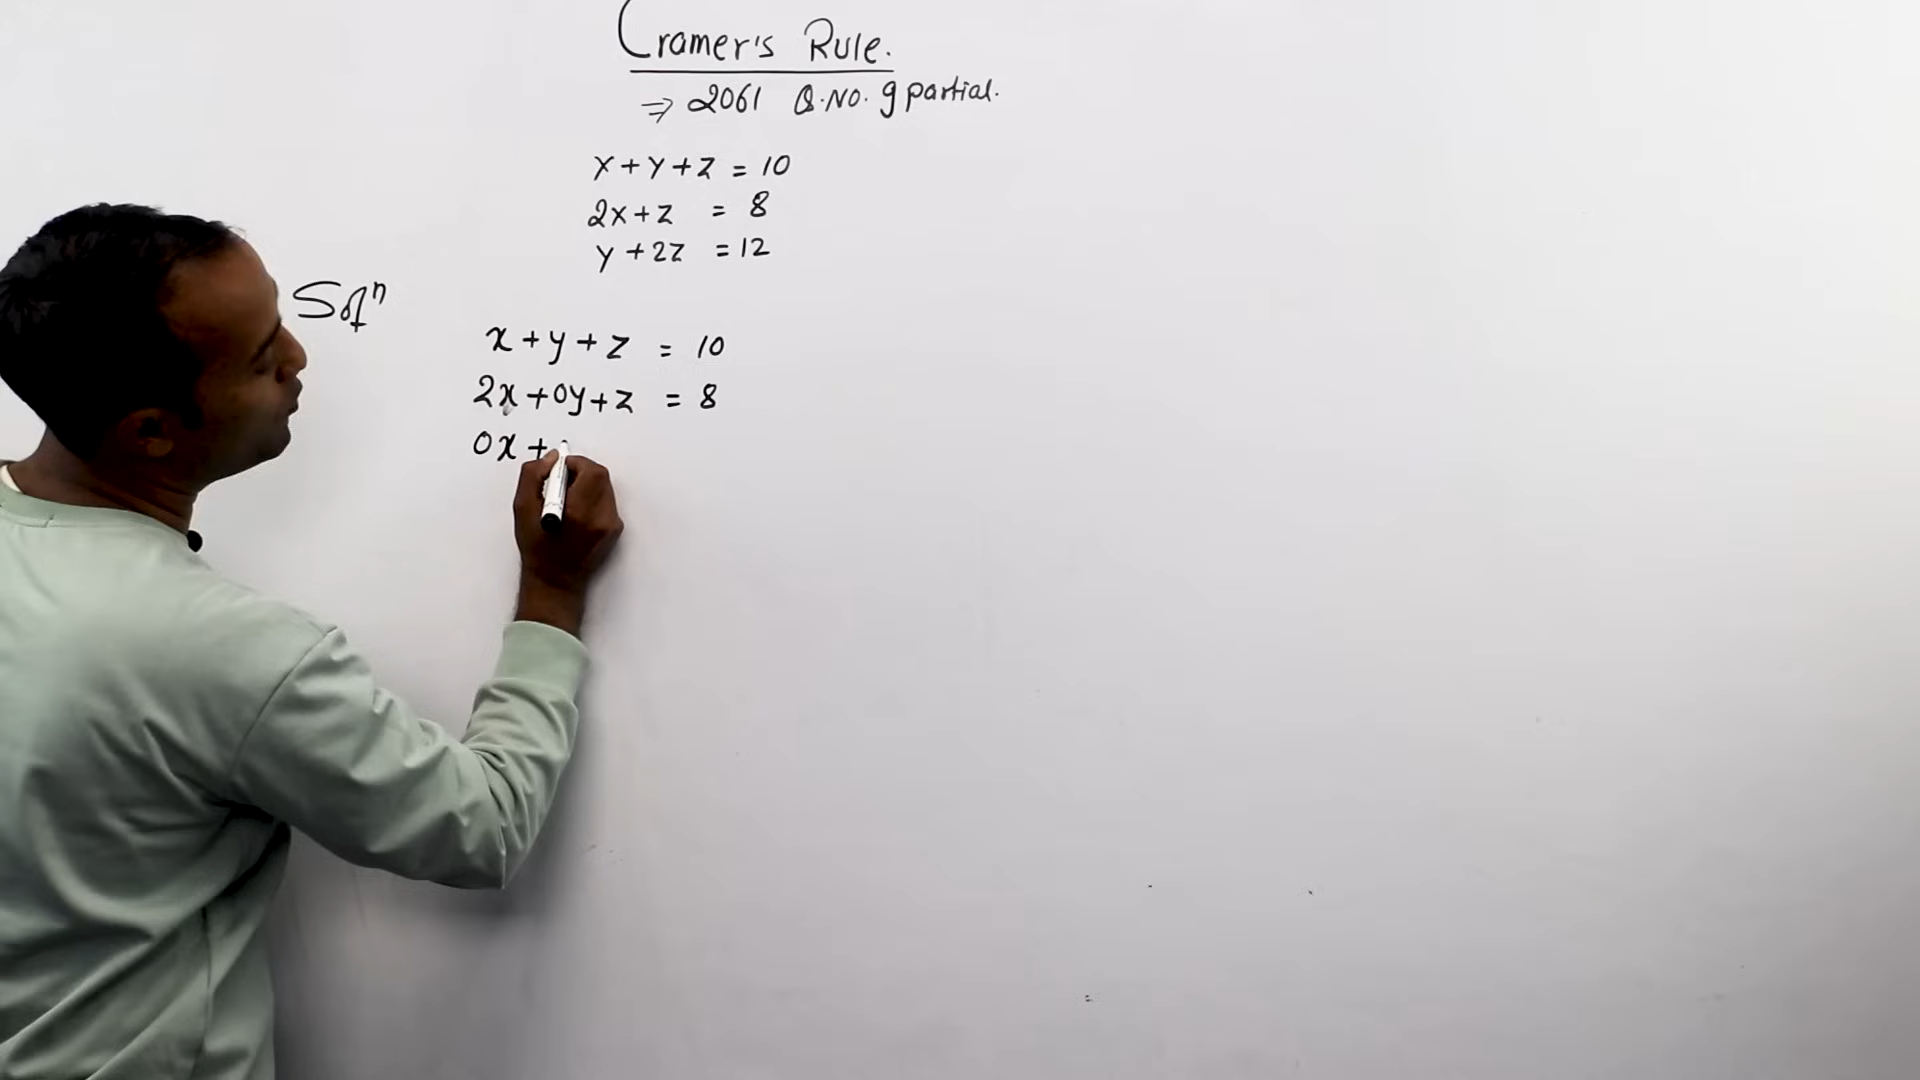 Cramer's Rule.
⇒ 2061 Q.NO. 9 partial.
x + y + z = 10
2x + z = 8
y + 2z = 12
Solⁿ
x + y + z = 10
2x + 0y + z = 8
0x +